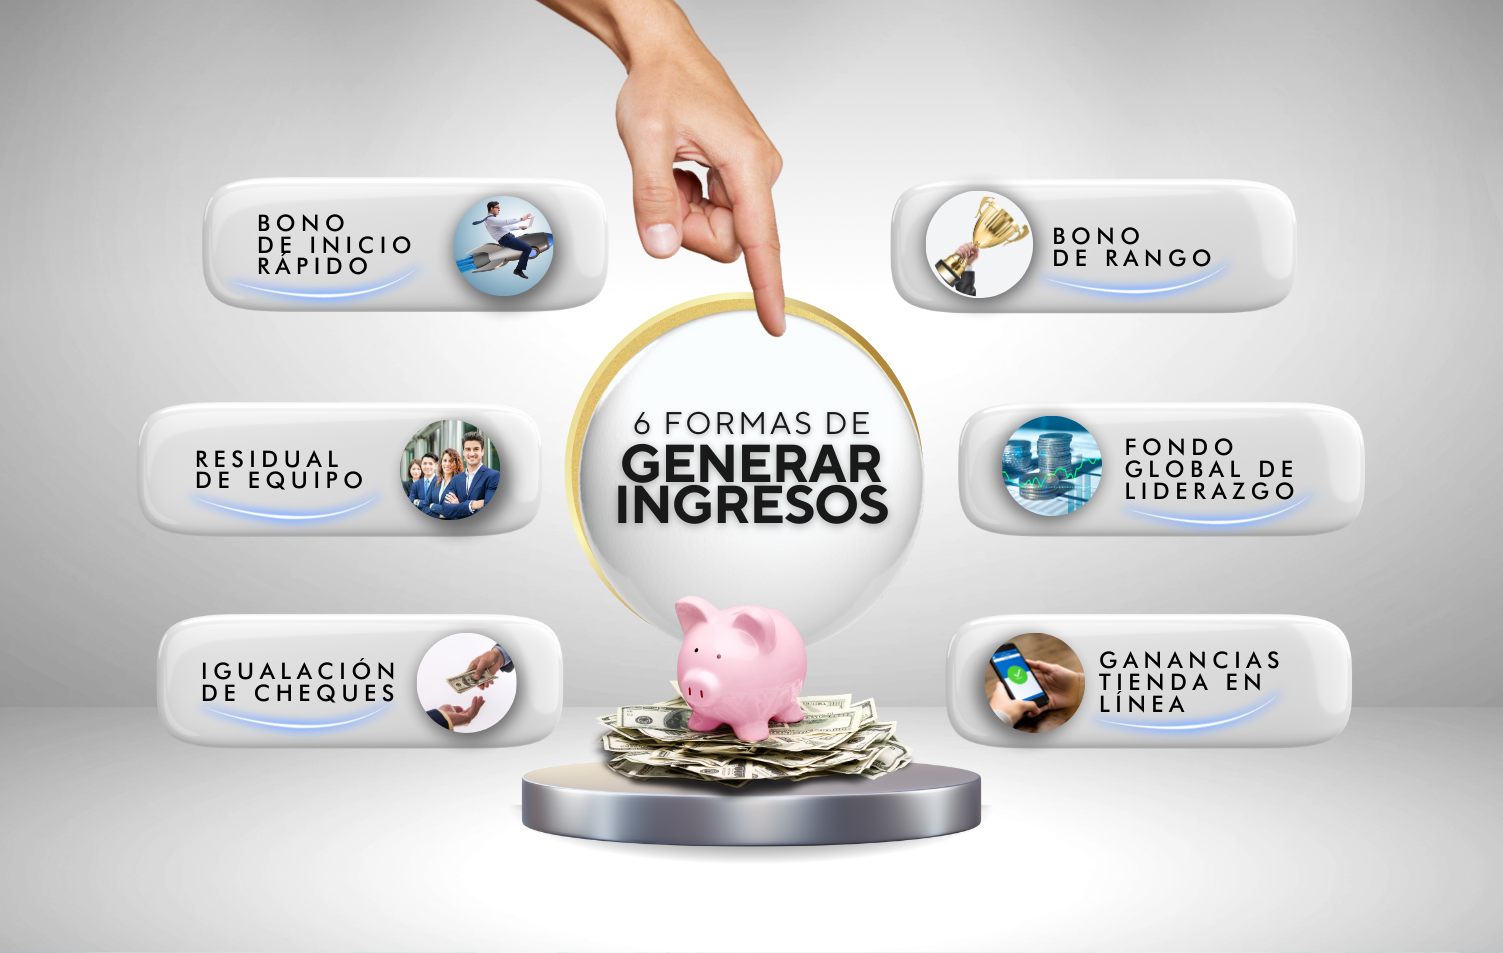 BONO
DE INICIO
RÁPIDO
BONO
DE RANGO
6 FORMAS DE
GENERAR
INGRESOS
RESIDUAL
DE EQUIPO
FONDO
GLOBAL DE
LIDERAZGO
IGUALACIÓN
DE CHEQUES
GANANCIAS
TIENDA EN
LÍNEA